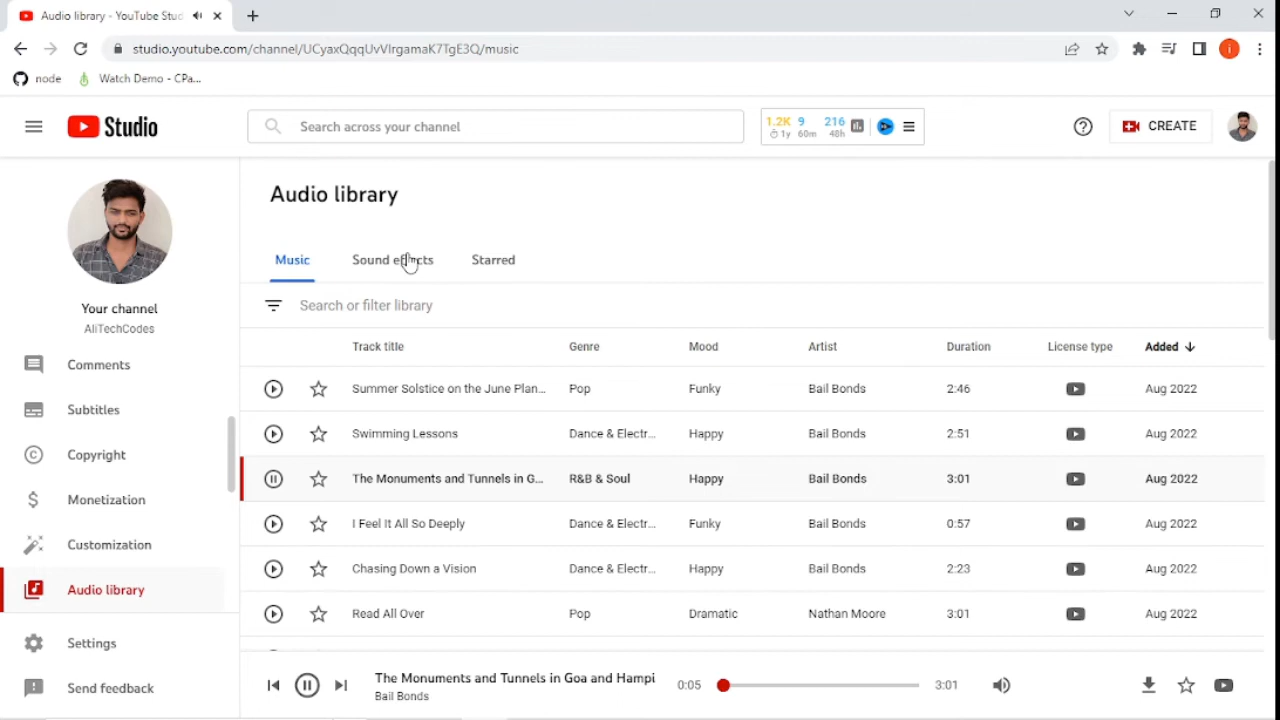 Audio library - YouTube Stud
studio.youtube.com/channel/UCyaxQqqUvVIrgamaK7TgE3Q/music
node Watch Demo - CPa...
Studio
Search across your channel
1.2K 9 216
1y 60m 48h
CREATE
Your channel
AliTechCodes
Comments
Subtitles
Copyright
Monetization
Customization
Audio library
Settings
Send feedback
Audio library
Music Sound effects Starred
Search or filter library
Track title Genre Mood Artist Duration License type Added
Summer Solstice on the June Plan... Pop Funky Bail Bonds 2:46 Aug 2022
Swimming Lessons Dance & Electr... Happy Bail Bonds 2:51 Aug 2022
The Monuments and Tunnels in G... R&B & Soul Happy Bail Bonds 3:01 Aug 2022
I Feel It All So Deeply Dance & Electr... Funky Bail Bonds 0:57 Aug 2022
Chasing Down a Vision Dance & Electr... Happy Bail Bonds 2:23 Aug 2022
Read All Over Pop Dramatic Nathan Moore 3:01 Aug 2022
The Monuments and Tunnels in Goa and Hampi
Bail Bonds
0:05 3:01